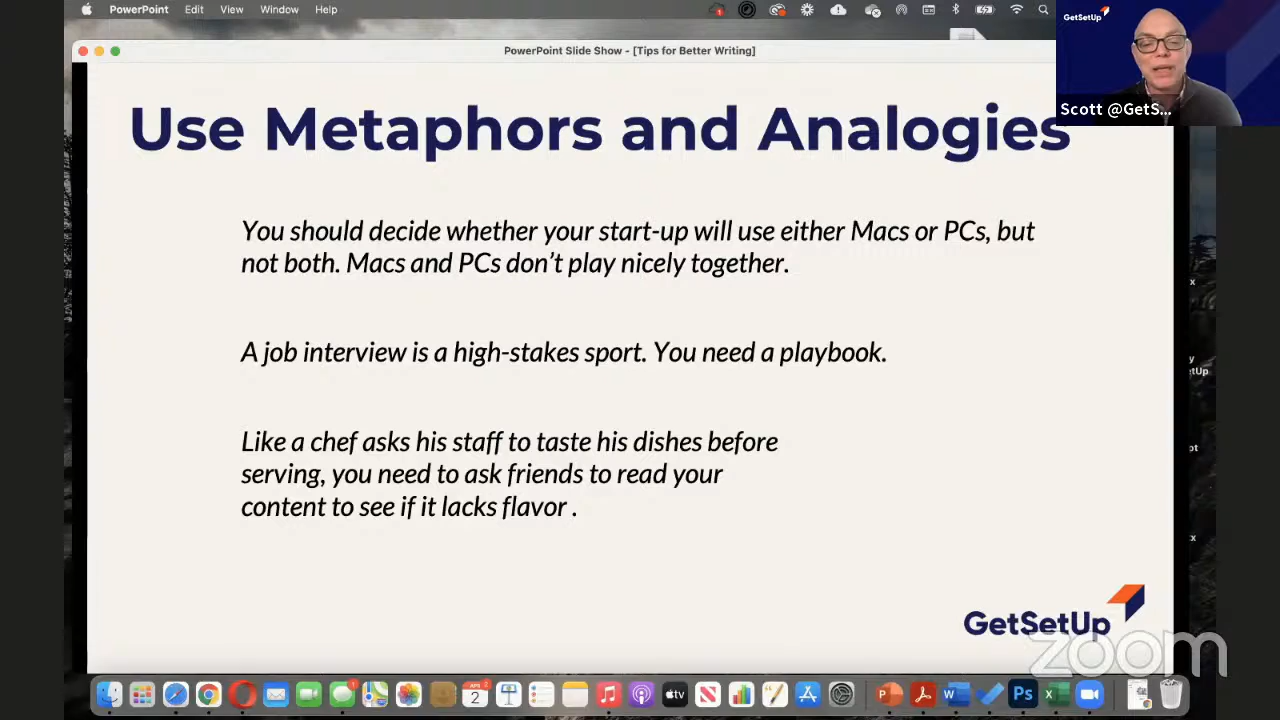 PowerPoint Edit View Window Help
PowerPoint Slide Show - [Tips for Better Writing]
GetSetUp
Scott @GetS...
Use Metaphors and Analogies
You should decide whether your start-up will use either Macs or PCs, but
not both. Macs and PCs don’t play nicely together.
A job interview is a high-stakes sport. You need a playbook.
Like a chef asks his staff to taste his dishes before
serving, you need to ask friends to read your
content to see if it lacks flavor .
GetSetUp
zoom
APR
2
tv